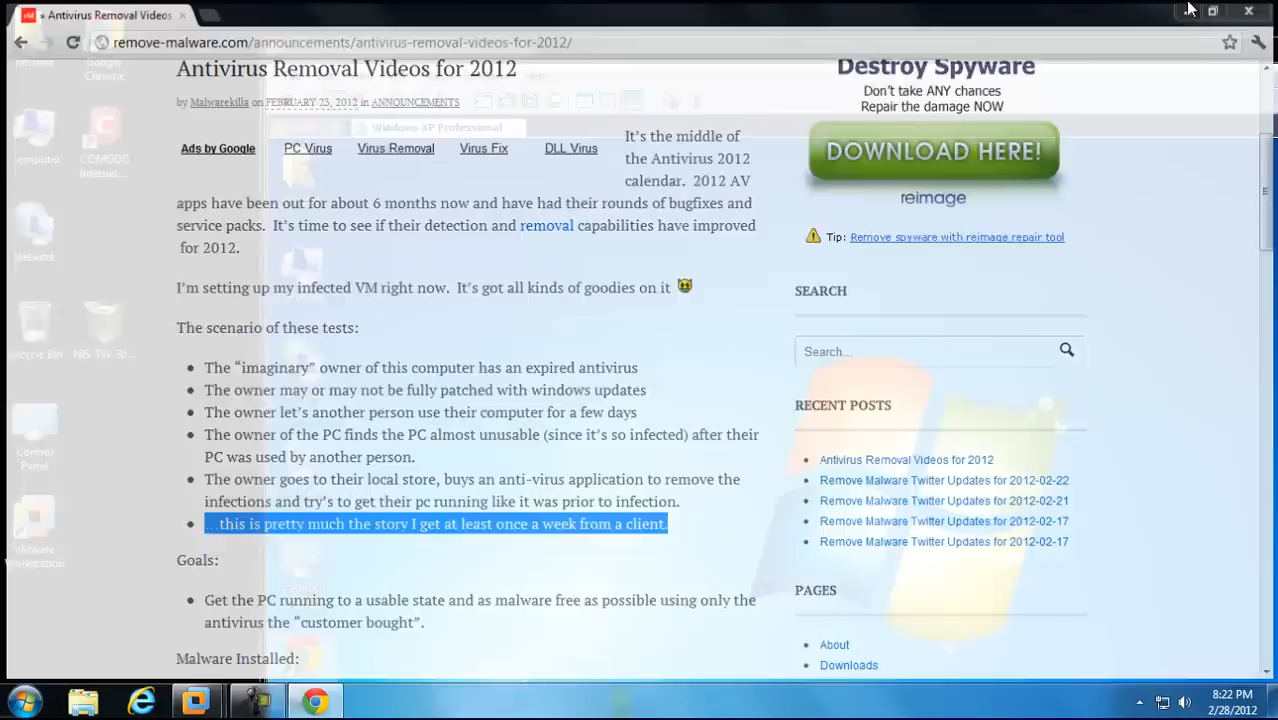 Antivirus Removal Videos
remove-malware.com/announcements/antivirus-removal-videos-for-2012/
Antivirus Removal Videos for 2012
by Malwarekilla on FEBRUARY 23, 2012 in ANNOUNCEMENTS
Ads by Google PC Virus Virus Removal Virus Fix DLL Virus
It's the middle of
the Antivirus 2012
calendar. 2012 AV
apps have been out for about 6 months now and have had their rounds of bugfixes and
service packs. It's time to see if their detection and removal capabilities have improved
for 2012.
I'm setting up my infected VM right now. It's got all kinds of goodies on it
The scenario of these tests:
The “imaginary” owner of this computer has an expired antivirus
The owner may or may not be fully patched with windows updates
The owner let's another person use their computer for a few days
The owner of the PC finds the PC almost unusable (since it's so infected) after their
PC was used by another person.
The owner goes to their local store, buys an anti-virus application to remove the
infections and try's to get their pc running like it was prior to infection.
…this is pretty much the story I get at least once a week from a client.
Goals:
Get the PC running to a usable state and as malware free as possible using only the
antivirus the “customer bought”.
Malware Installed:
Destroy Spyware
Don't take ANY chances
Repair the damage NOW
DOWNLOAD HERE!
reimage
Tip: Remove spyware with reimage repair tool
SEARCH
Search...
RECENT POSTS
Antivirus Removal Videos for 2012
Remove Malware Twitter Updates for 2012-02-22
Remove Malware Twitter Updates for 2012-02-21
Remove Malware Twitter Updates for 2012-02-17
Remove Malware Twitter Updates for 2012-02-17
PAGES
About
Downloads
Windows XP Professional
Google
Chrome
Computer
COMODO
Internet...
Network
Recycle Bin
Control
Panel
VMware
Workstation
8:22 PM
2/28/2012